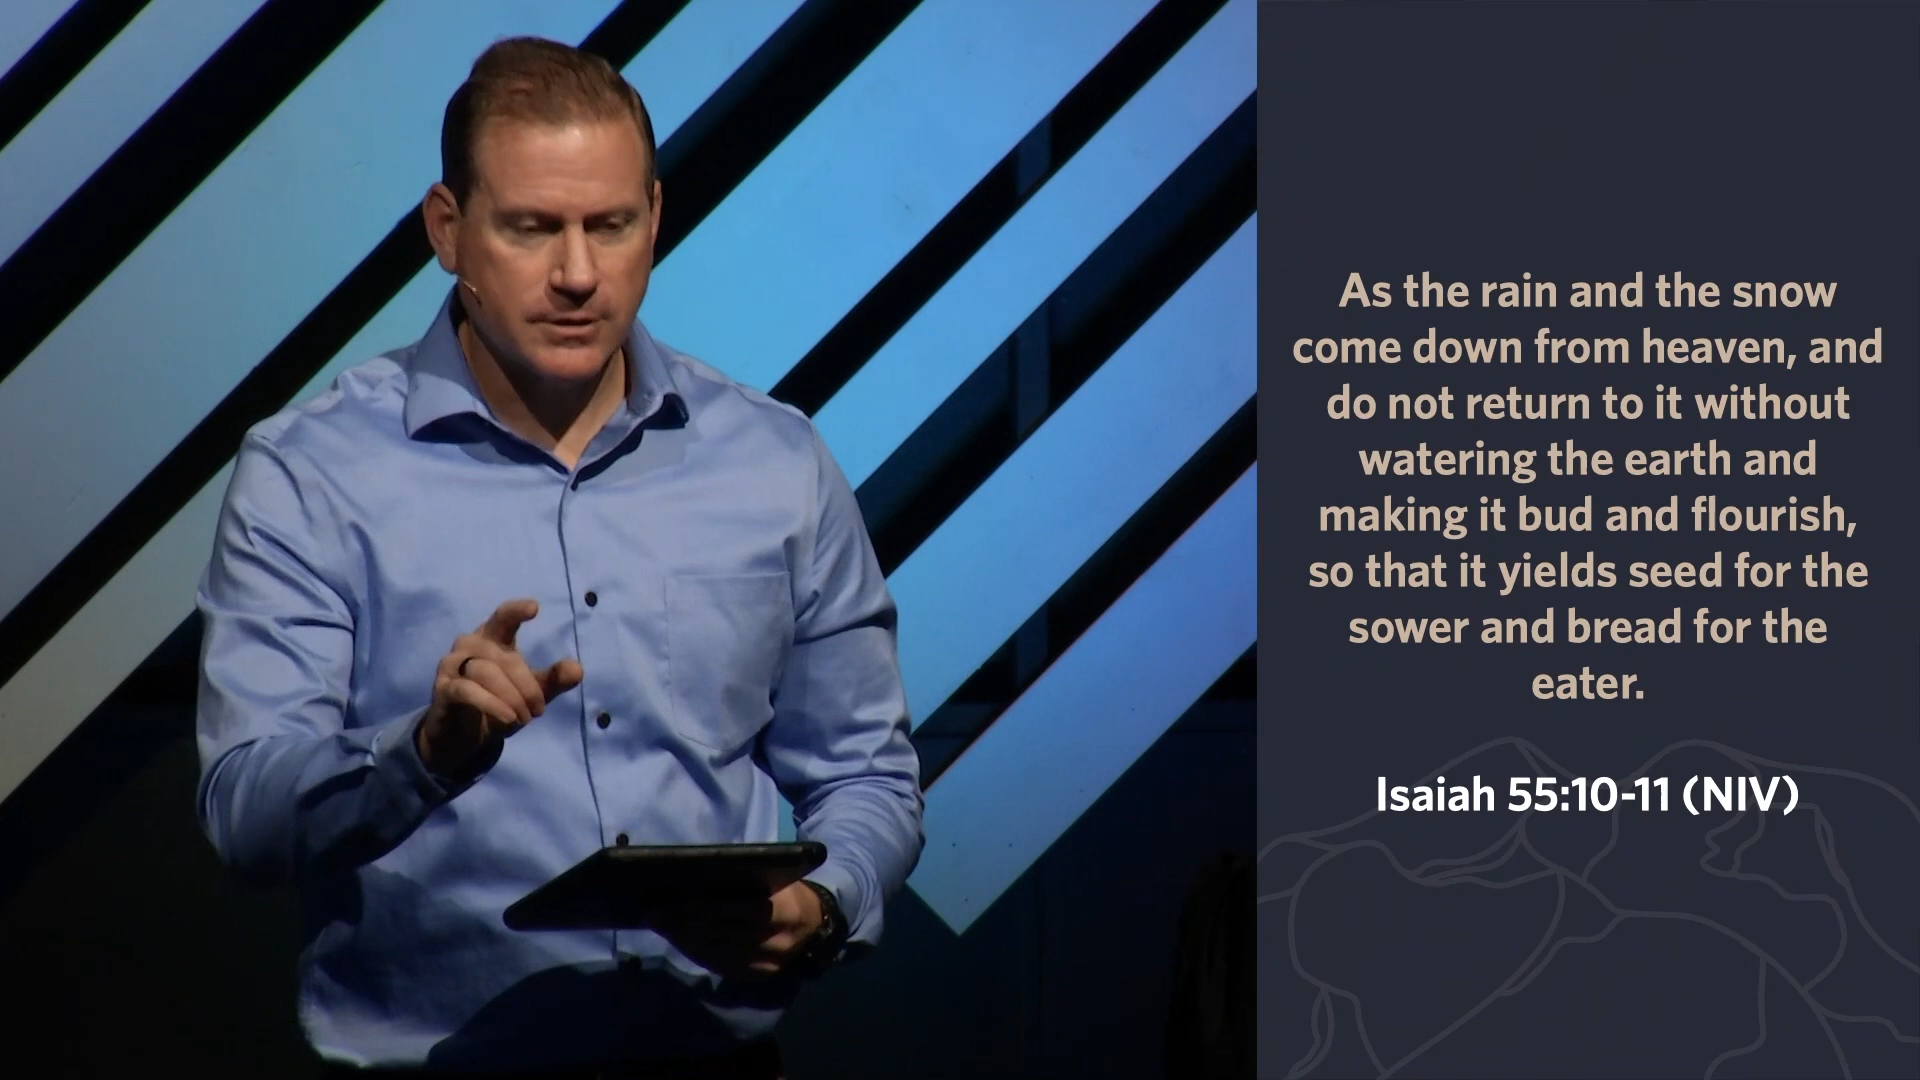 As the rain and the snow
come down from heaven, and
do not return to it without
watering the earth and
making it bud and flourish,
so that it yields seed for the
sower and bread for the
eater.
Isaiah 55:10-11 (NIV)